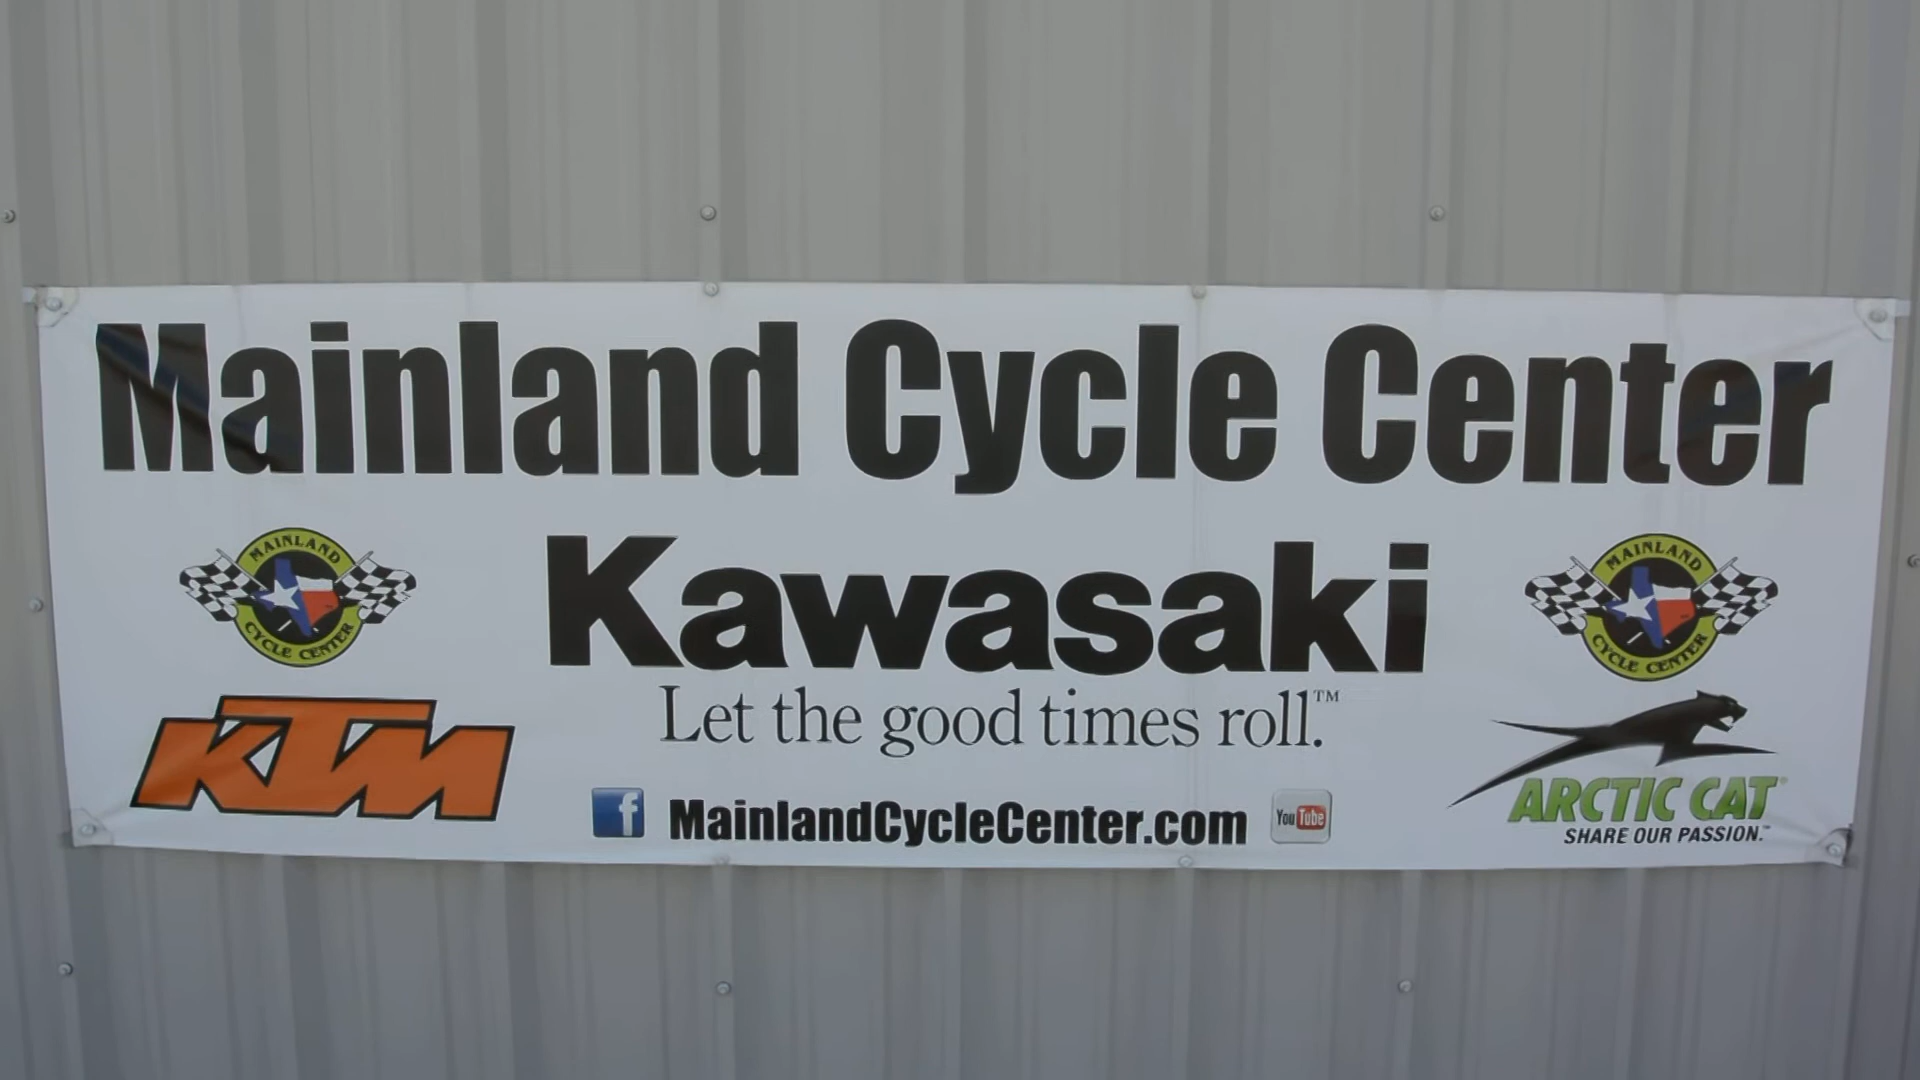 Mainland Cycle Center
MAINLAND
CYCLE CENTER
Kawasaki
Let the good times roll.™
MAINLAND
CYCLE CENTER
KTM
f
MainlandCycleCenter.com
You Tube
ARCTIC CAT®
SHARE OUR PASSION.™